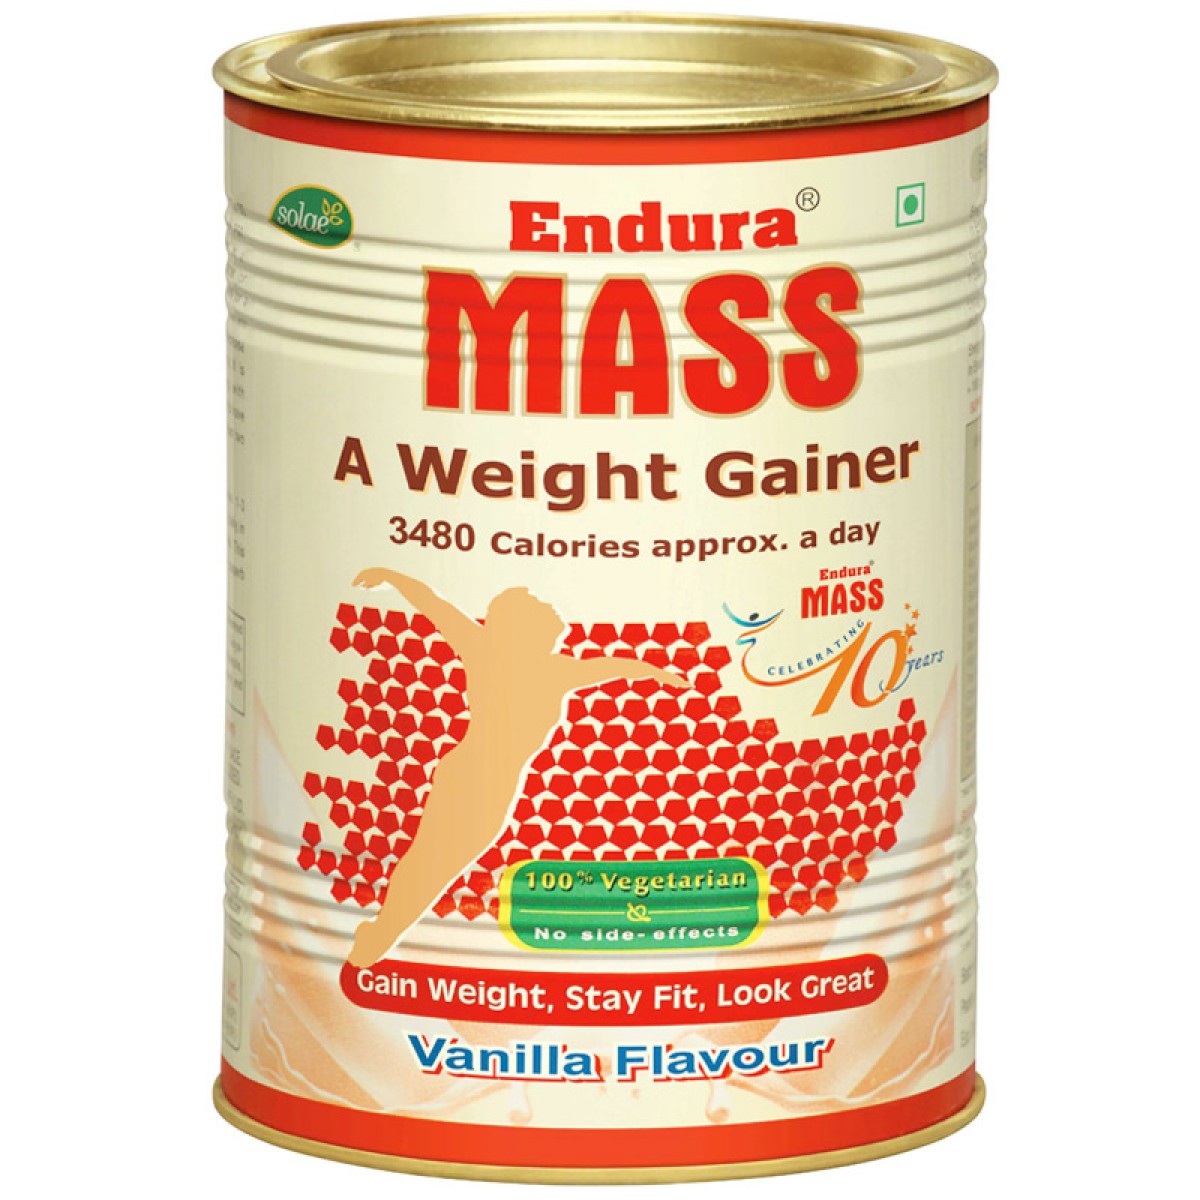 solae
Endura®
MASS
A Weight Gainer
3480 Calories approx. a day
Endura®
MASS
CELEBRATING
10 years
100% Vegetarian
No side-effects
Gain Weight, Stay Fit, Look Great
Vanilla Flavour